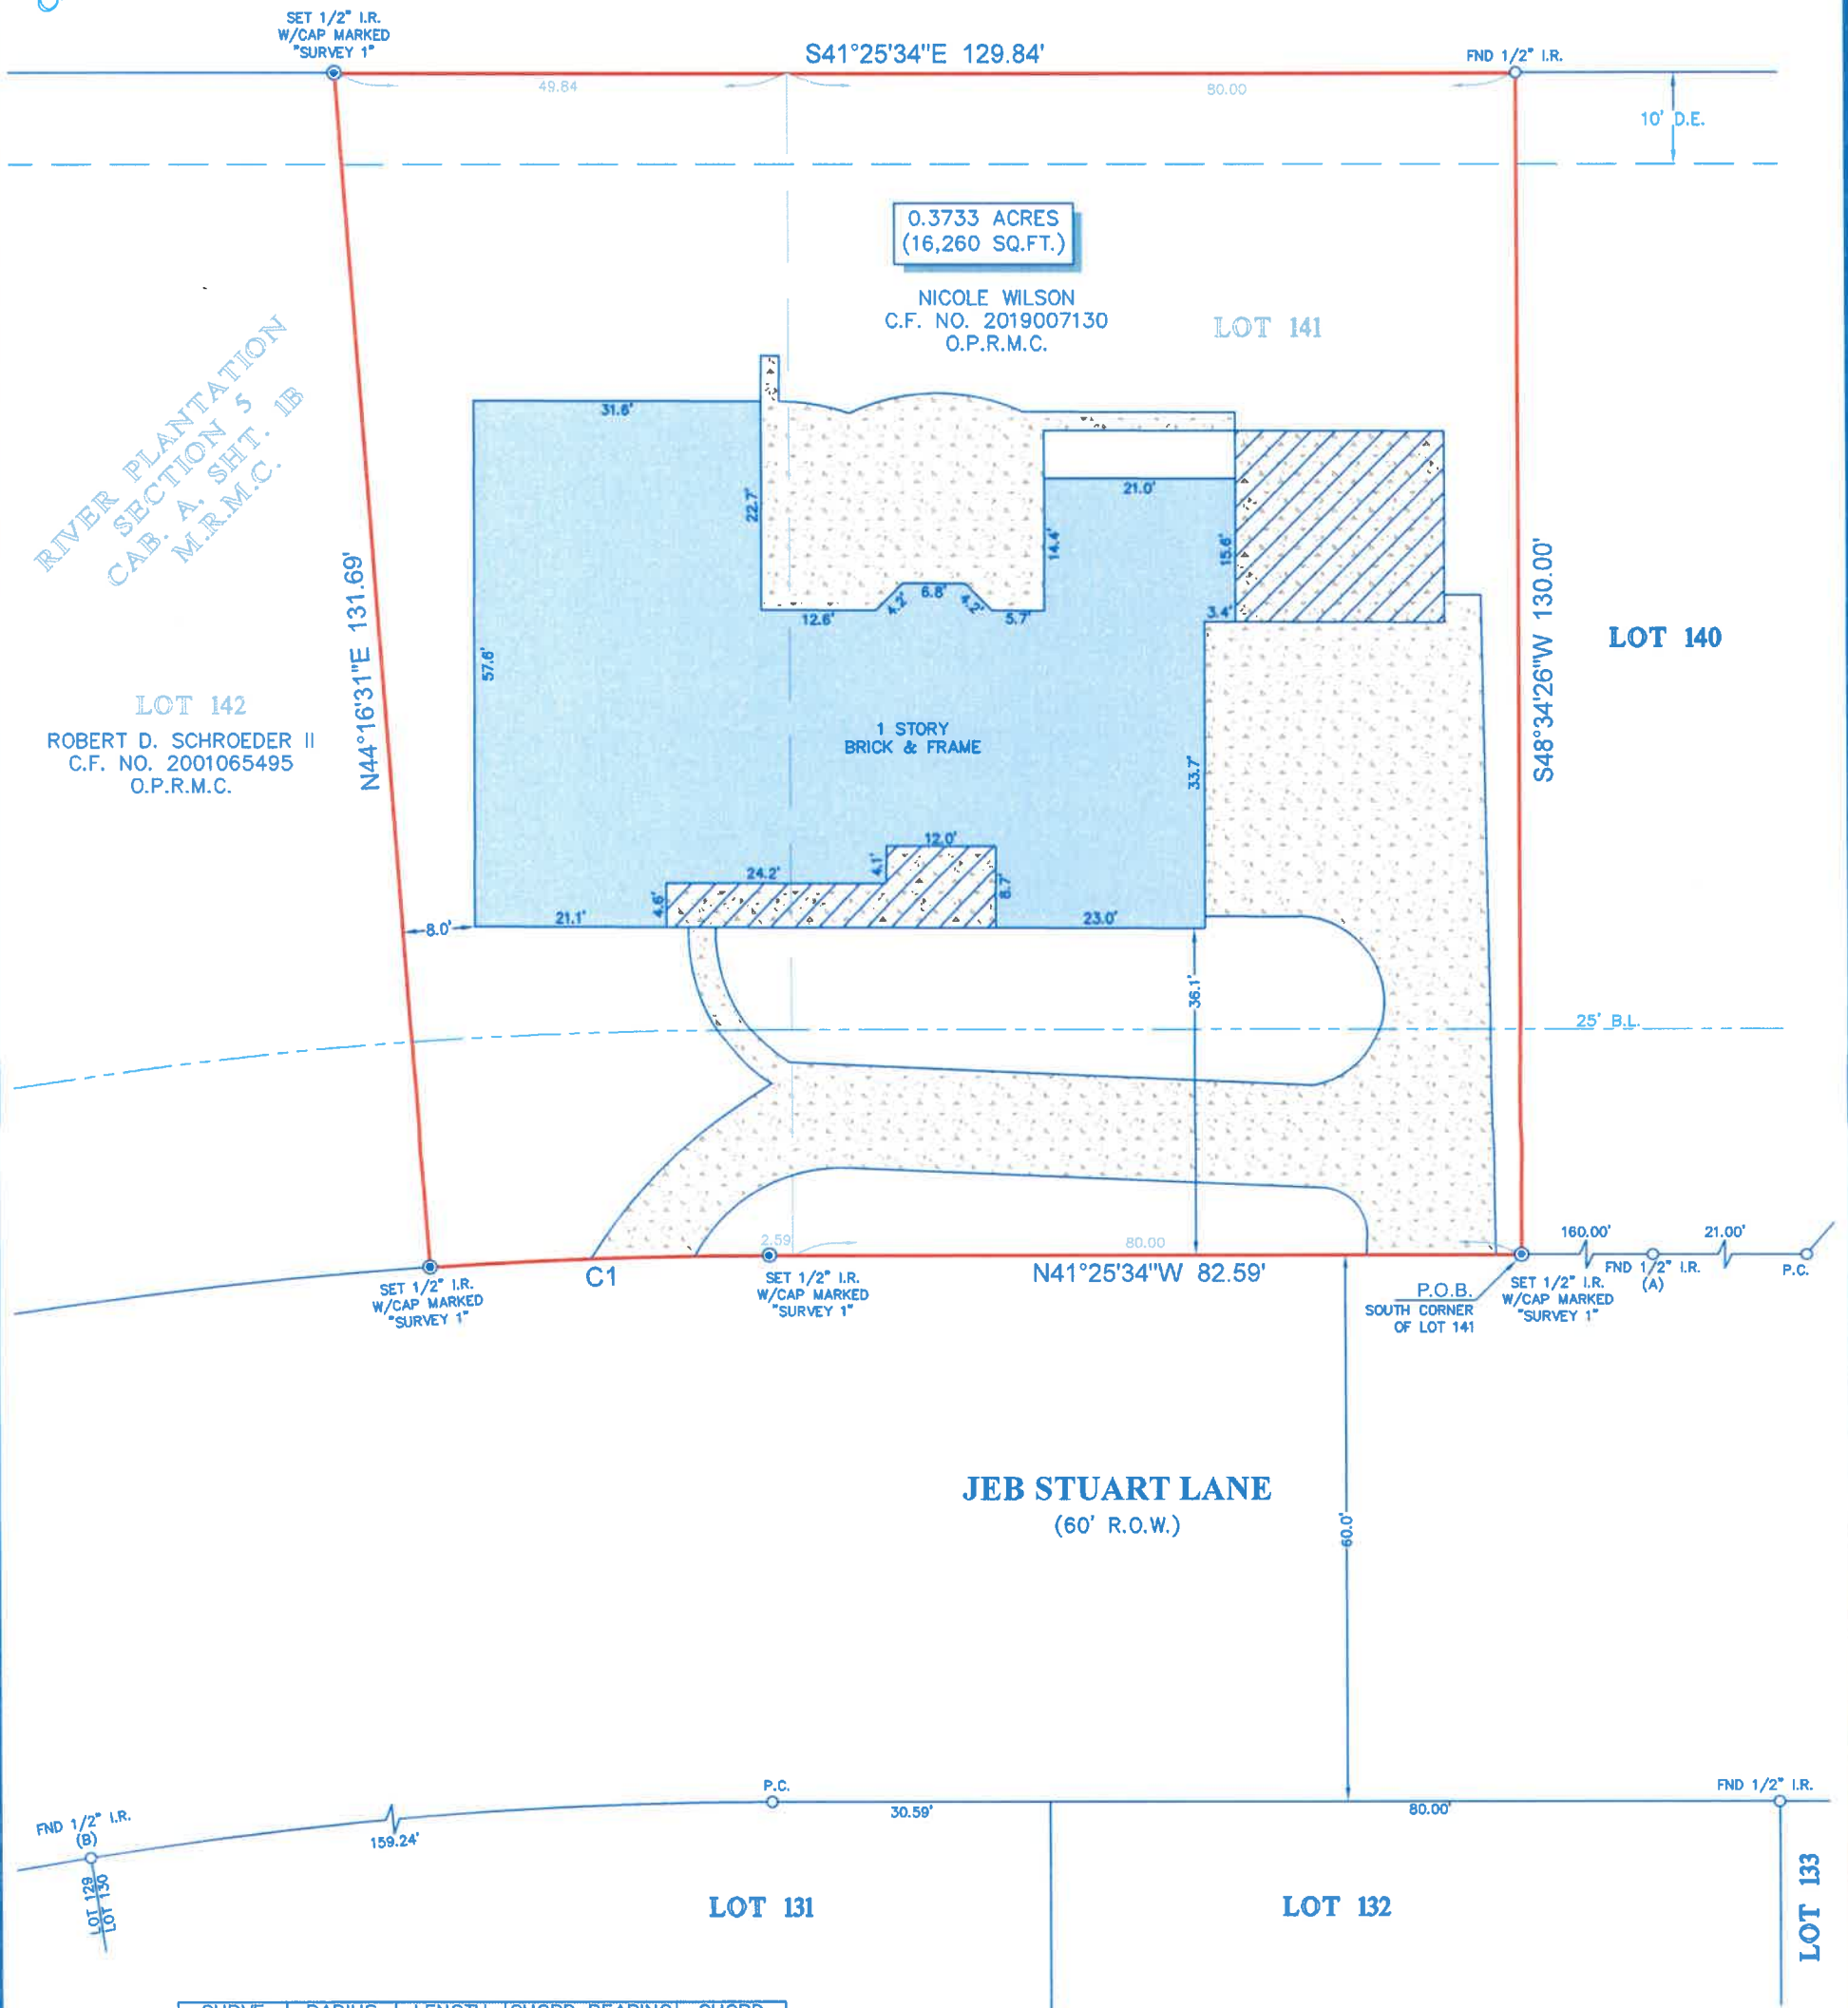 SET 1/2" I.R.
W/CAP MARKED
"SURVEY 1"
S41°25'34"E 129.84'
FND 1/2" I.R.
49.84
80.00
10' D.E.
0.3733 ACRES
(16,260 SQ.FT.)
NICOLE WILSON
C.F. NO. 2019007130
O.P.R.M.C.
LOT 141
RIVER PLANTATION
SECTION 5
CAB. A, SHT. 1B
M.R.M.C.
31.6'
22.7'
21.0'
14.4'
15.6'
12.6'
4.2'
6.8'
4.2'
5.7'
3.4'
57.6'
N44°16'31"E 131.69'
S48°34'26"W 130.00'
LOT 140
LOT 142
ROBERT D. SCHROEDER II
C.F. NO. 2001065495
O.P.R.M.C.
1 STORY
BRICK & FRAME
33.7'
12.0'
4.1'
24.2'
4.6'
8.7'
21.1'
23.0'
8.0'
36.1'
25' B.L.
2.59
80.00
160.00'
21.00'
C1
N41°25'34"W 82.59'
SET 1/2" I.R.
W/CAP MARKED
"SURVEY 1"
SET 1/2" I.R.
W/CAP MARKED
"SURVEY 1"
P.O.B.
SOUTH CORNER
OF LOT 141
SET 1/2" I.R.
W/CAP MARKED
"SURVEY 1"
FND 1/2" I.R.
(A)
P.C.
JEB STUART LANE
(60' R.O.W.)
60.0'
P.C.
FND 1/2" I.R.
FND 1/2" I.R.
(B)
159.24'
30.59'
80.00'
LOT 129
LOT 130
LOT 131
LOT 132
LOT 133
CURVE RADIUS LENGTH CHORD BEARING CHORD